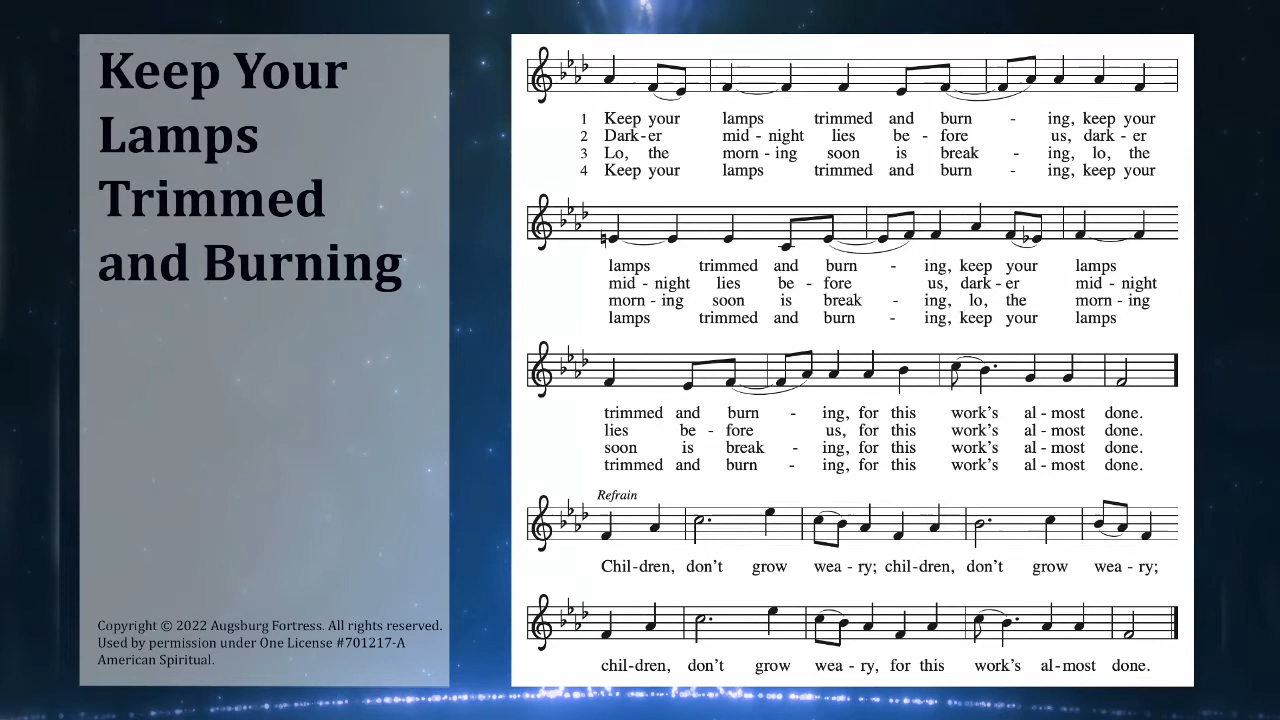 Keep Your
Lamps
Trimmed
and Burning
Copyright © 2022 Augsburg Fortress. All rights reserved.
Used by permission under One License #701217-A
American Spiritual.
1 Keep your lamps trimmed and burn - ing, keep your
2 Dark-er mid - night lies be - fore us, dark - er
3 Lo, the morn - ing soon is break - ing, lo, the
4 Keep your lamps trimmed and burn - ing, keep your
lamps trimmed and burn - ing, keep your lamps
mid - night lies be - fore us, dark - er mid - night
morn - ing soon is break - ing, lo, the morn - ing
lamps trimmed and burn - ing, keep your lamps
trimmed and burn - ing, for this work's al - most done.
lies be - fore us, for this work's al - most done.
soon is break - ing, for this work's al - most done.
trimmed and burn - ing, for this work's al - most done.
Refrain
Chil-dren, don't grow wea - ry; chil-dren, don't grow wea - ry;
chil-dren, don't grow wea - ry, for this work's al-most done.